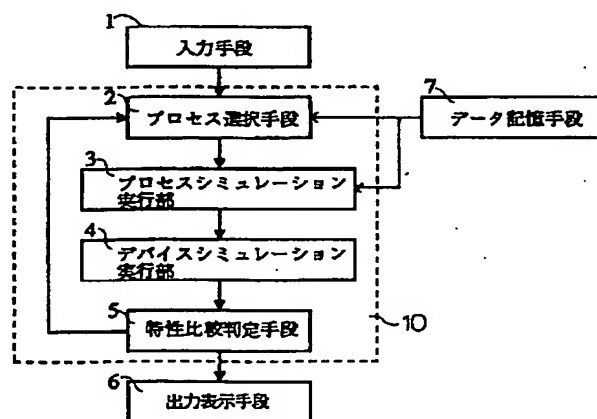 1
入力手段
2
プロセス選択手段
7
データ記憶手段
3
プロセスシミュレーション
実行部
4
デバイスシミュレーション
実行部
5
特性比較判定手段
10
6
出力表示手段